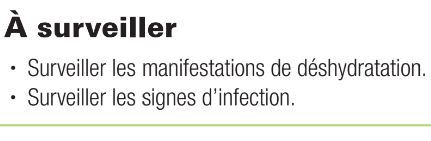 À surveiller
• Surveiller les manifestations de déshydratation.
• Surveiller les signes d’infection.